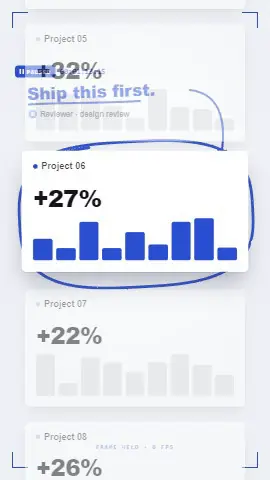 Project 05
+32%
Ship this first.
Reviewer · design review
Project 06
+27%
Project 07
+22%
Project 08
FRAME HELD · 0 FPS
+26%